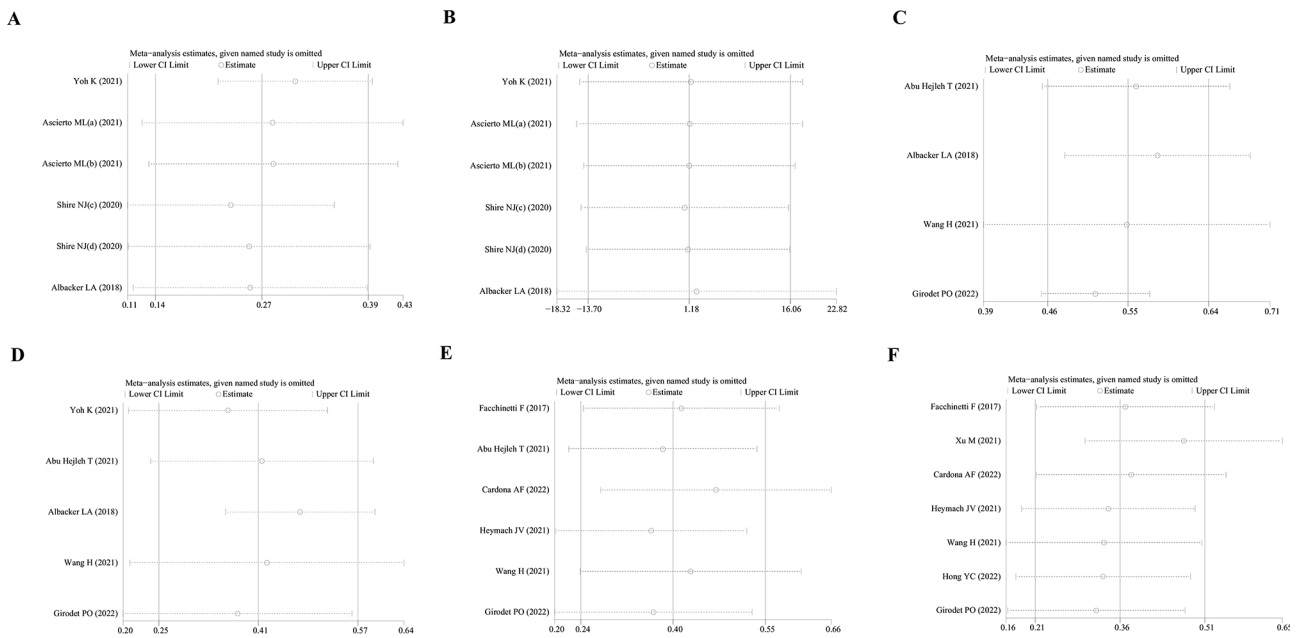 A
Meta−analysis estimates, given named study is omitted
Lower CI Limit Estimate Upper CI Limit
Yoh K (2021)
Ascierto ML(a) (2021)
Ascierto ML(b) (2021)
Shire NJ(c) (2020)
Shire NJ(d) (2020)
Albacker LA (2018)
0.11 0.14 0.27 0.39 0.43
B
Meta−analysis estimates, given named study is omitted
Lower CI Limit Estimate Upper CI Limit
Yoh K (2021)
Ascierto ML(a) (2021)
Ascierto ML(b) (2021)
Shire NJ(c) (2020)
Shire NJ(d) (2020)
Albacker LA (2018)
−18.32 −13.70 1.18 16.06 22.82
C
Meta−analysis estimates, given named study is omitted
Lower CI Limit Estimate Upper CI Limit
Abu Hejleh T (2021)
Albacker LA (2018)
Wang H (2021)
Girodet PO (2022)
0.39 0.46 0.55 0.64 0.71
D
Meta−analysis estimates, given named study is omitted
Lower CI Limit Estimate Upper CI Limit
Yoh K (2021)
Abu Hejleh T (2021)
Albacker LA (2018)
Wang H (2021)
Girodet PO (2022)
0.20 0.25 0.41 0.57 0.64
E
Meta−analysis estimates, given named study is omitted
Lower CI Limit Estimate Upper CI Limit
Facchinetti F (2017)
Abu Hejleh T (2021)
Cardona AF (2022)
Heymach JV (2021)
Wang H (2021)
Girodet PO (2022)
0.20 0.24 0.40 0.55 0.66
F
Meta−analysis estimates, given named study is omitted
Lower CI Limit Estimate Upper CI Limit
Facchinetti F (2017)
Xu M (2021)
Cardona AF (2022)
Heymach JV (2021)
Wang H (2021)
Hong YC (2022)
Girodet PO (2022)
0.16 0.21 0.36 0.51 0.65